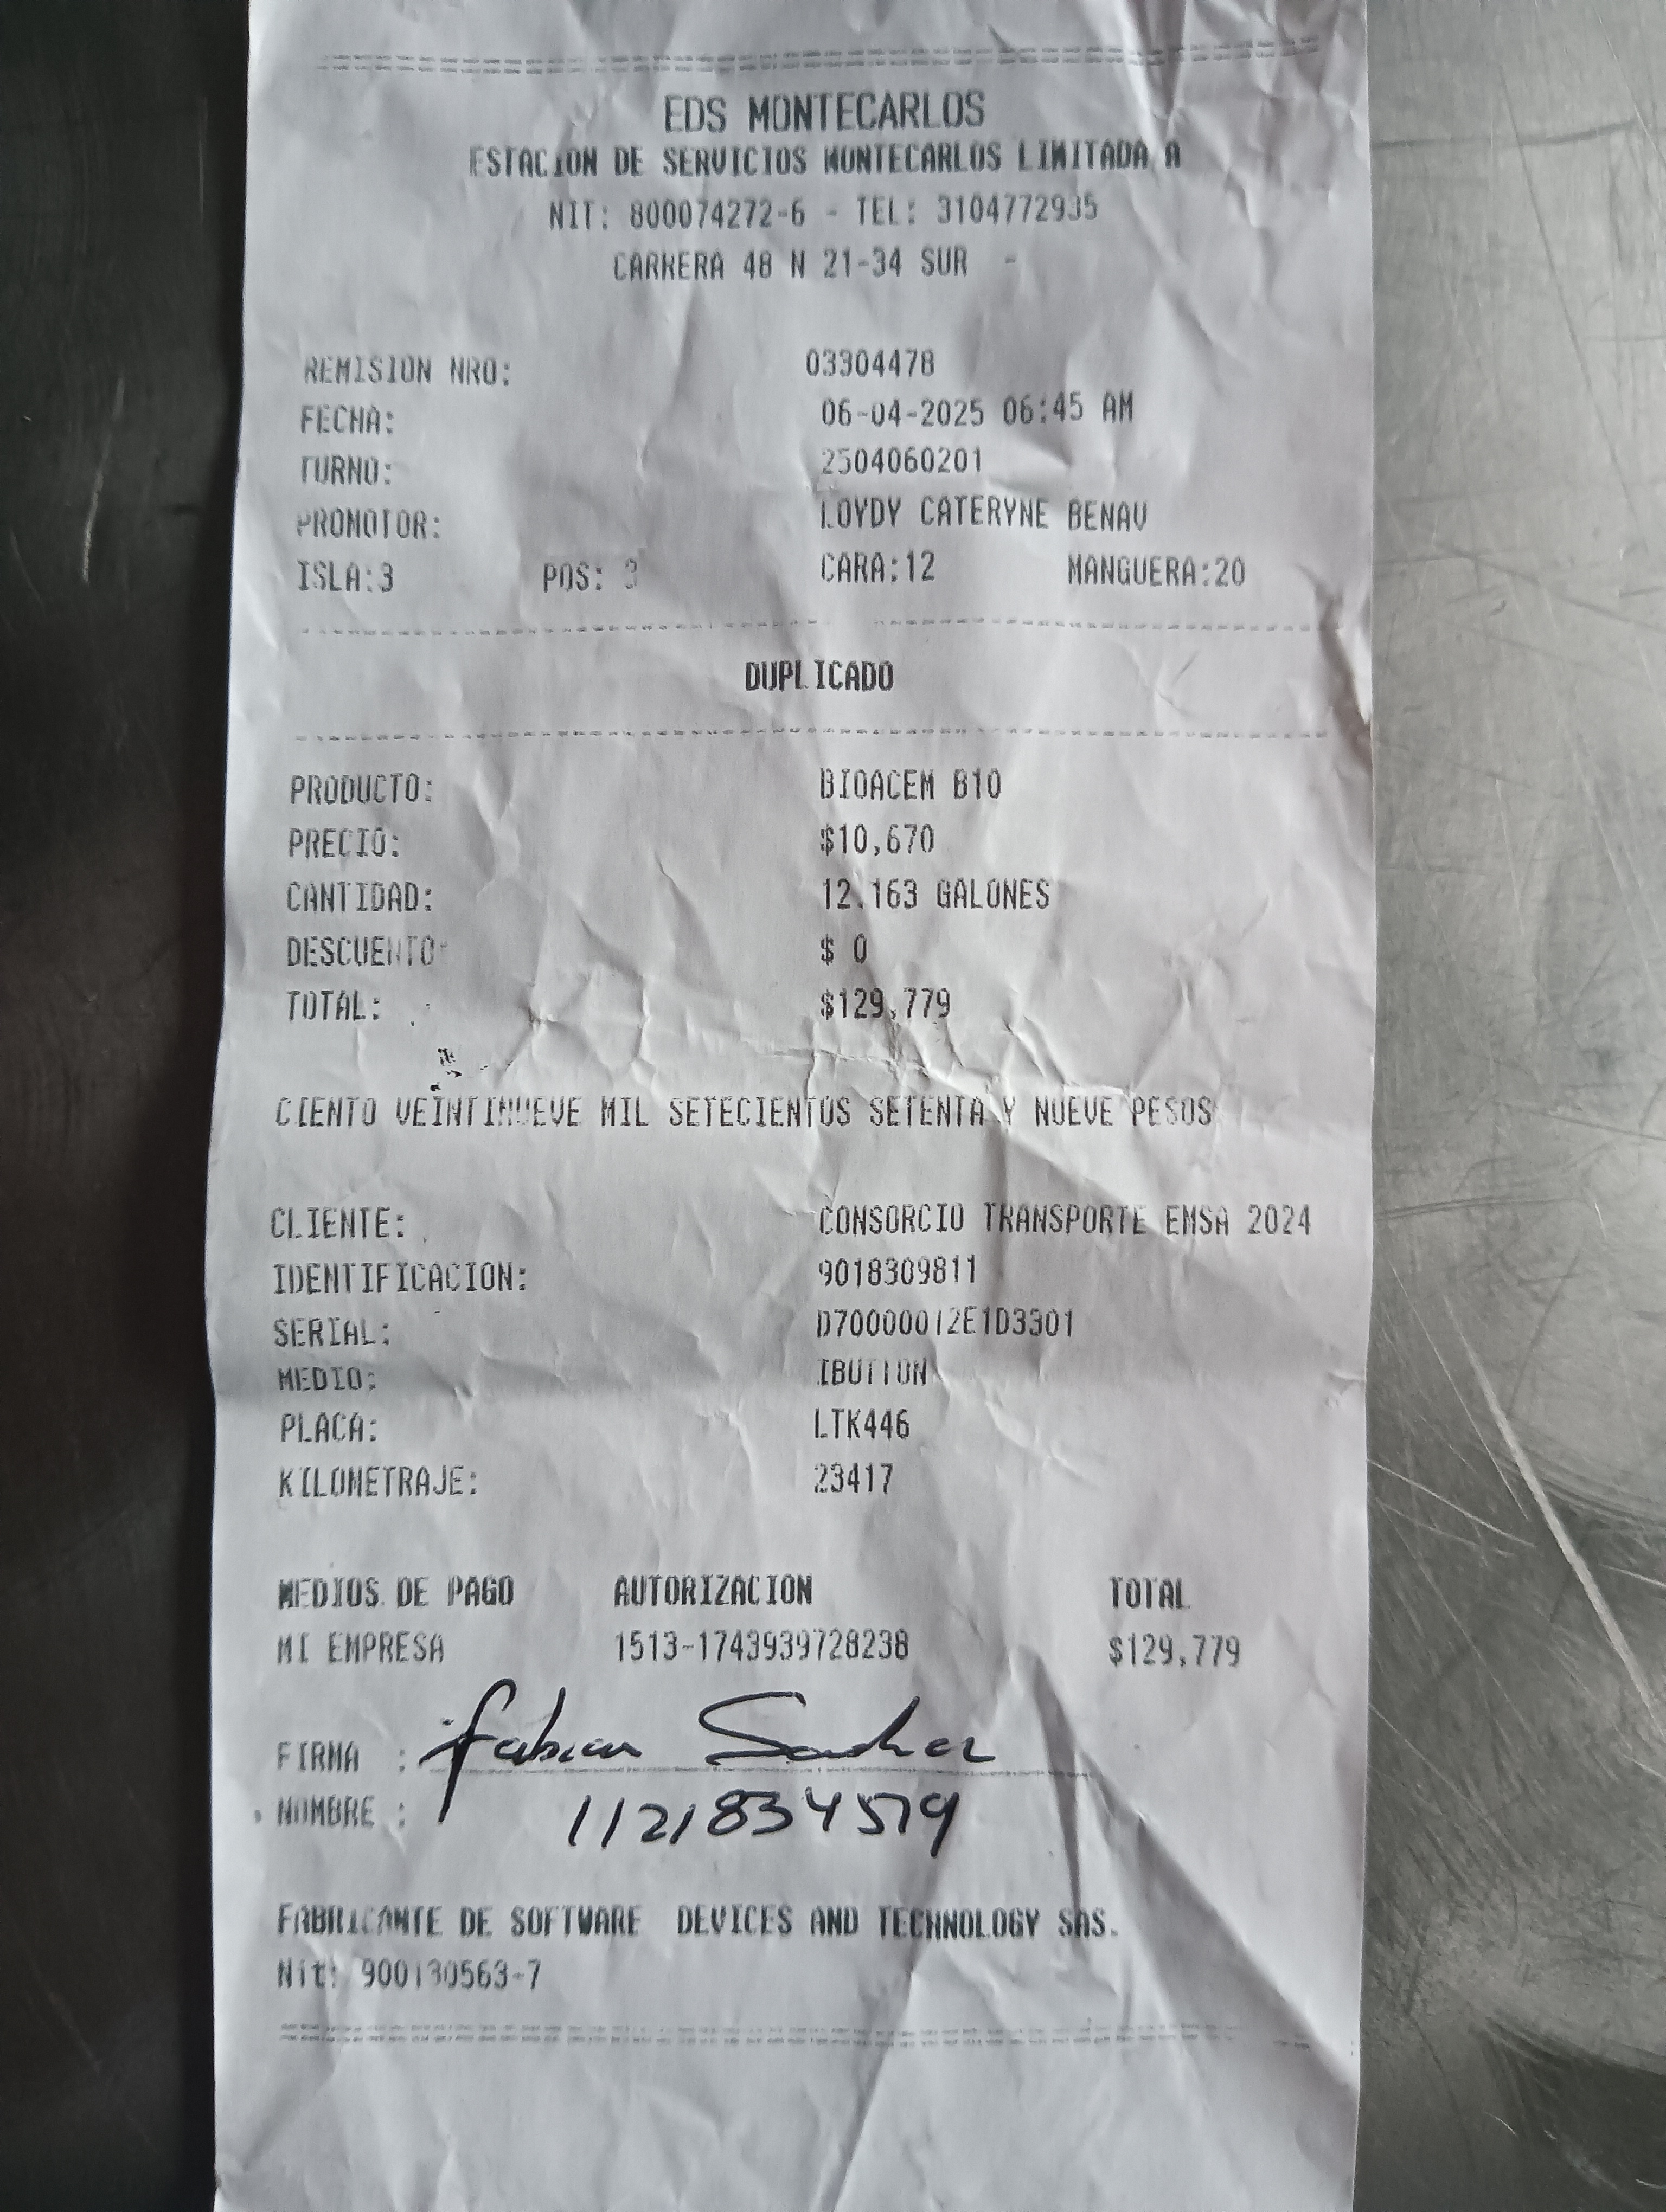 EDS MONTECARLOS
ESTACION DE SERVICIOS MONTECARLOS LIMITADA A
NIT: 800074272-6 - TEL: 3104772935
CARRERA 48 N 21-34 SUR -
REMISION NRO: 03304478
FECHA: 06-04-2025 06:45 AM
TURNO: 2504060201
PROMOTOR: LOYDY CATERYNE BENAV
ISLA:3 POS: 3 CARA:12 MANGUERA:20
DUPLICADO
PRODUCTO: BIOACEM B10
PRECIO: $10,670
CANTIDAD: 12.163 GALONES
DESCUENTO: $ 0
TOTAL: $129,779
CIENTO VEINTINUEVE MIL SETECIENTOS SETENTA Y NUEVE PESOS
CLIENTE: CONSORCIO TRANSPORTE EMSA 2024
IDENTIFICACION: 9018309811
SERIAL: D70000012E1D3301
MEDIO: IBUTTON
PLACA: LTK446
KILOMETRAJE: 23417
MEDIOS DE PAGO AUTORIZACION TOTAL
MI EMPRESA 1513-1743939728238 $129,779
FIRMA : Fabian
NOMBRE : 1121834579
FABRICANTE DE SOFTWARE DEVICES AND TECHNOLOGY SAS.
Nit: 900130563-7